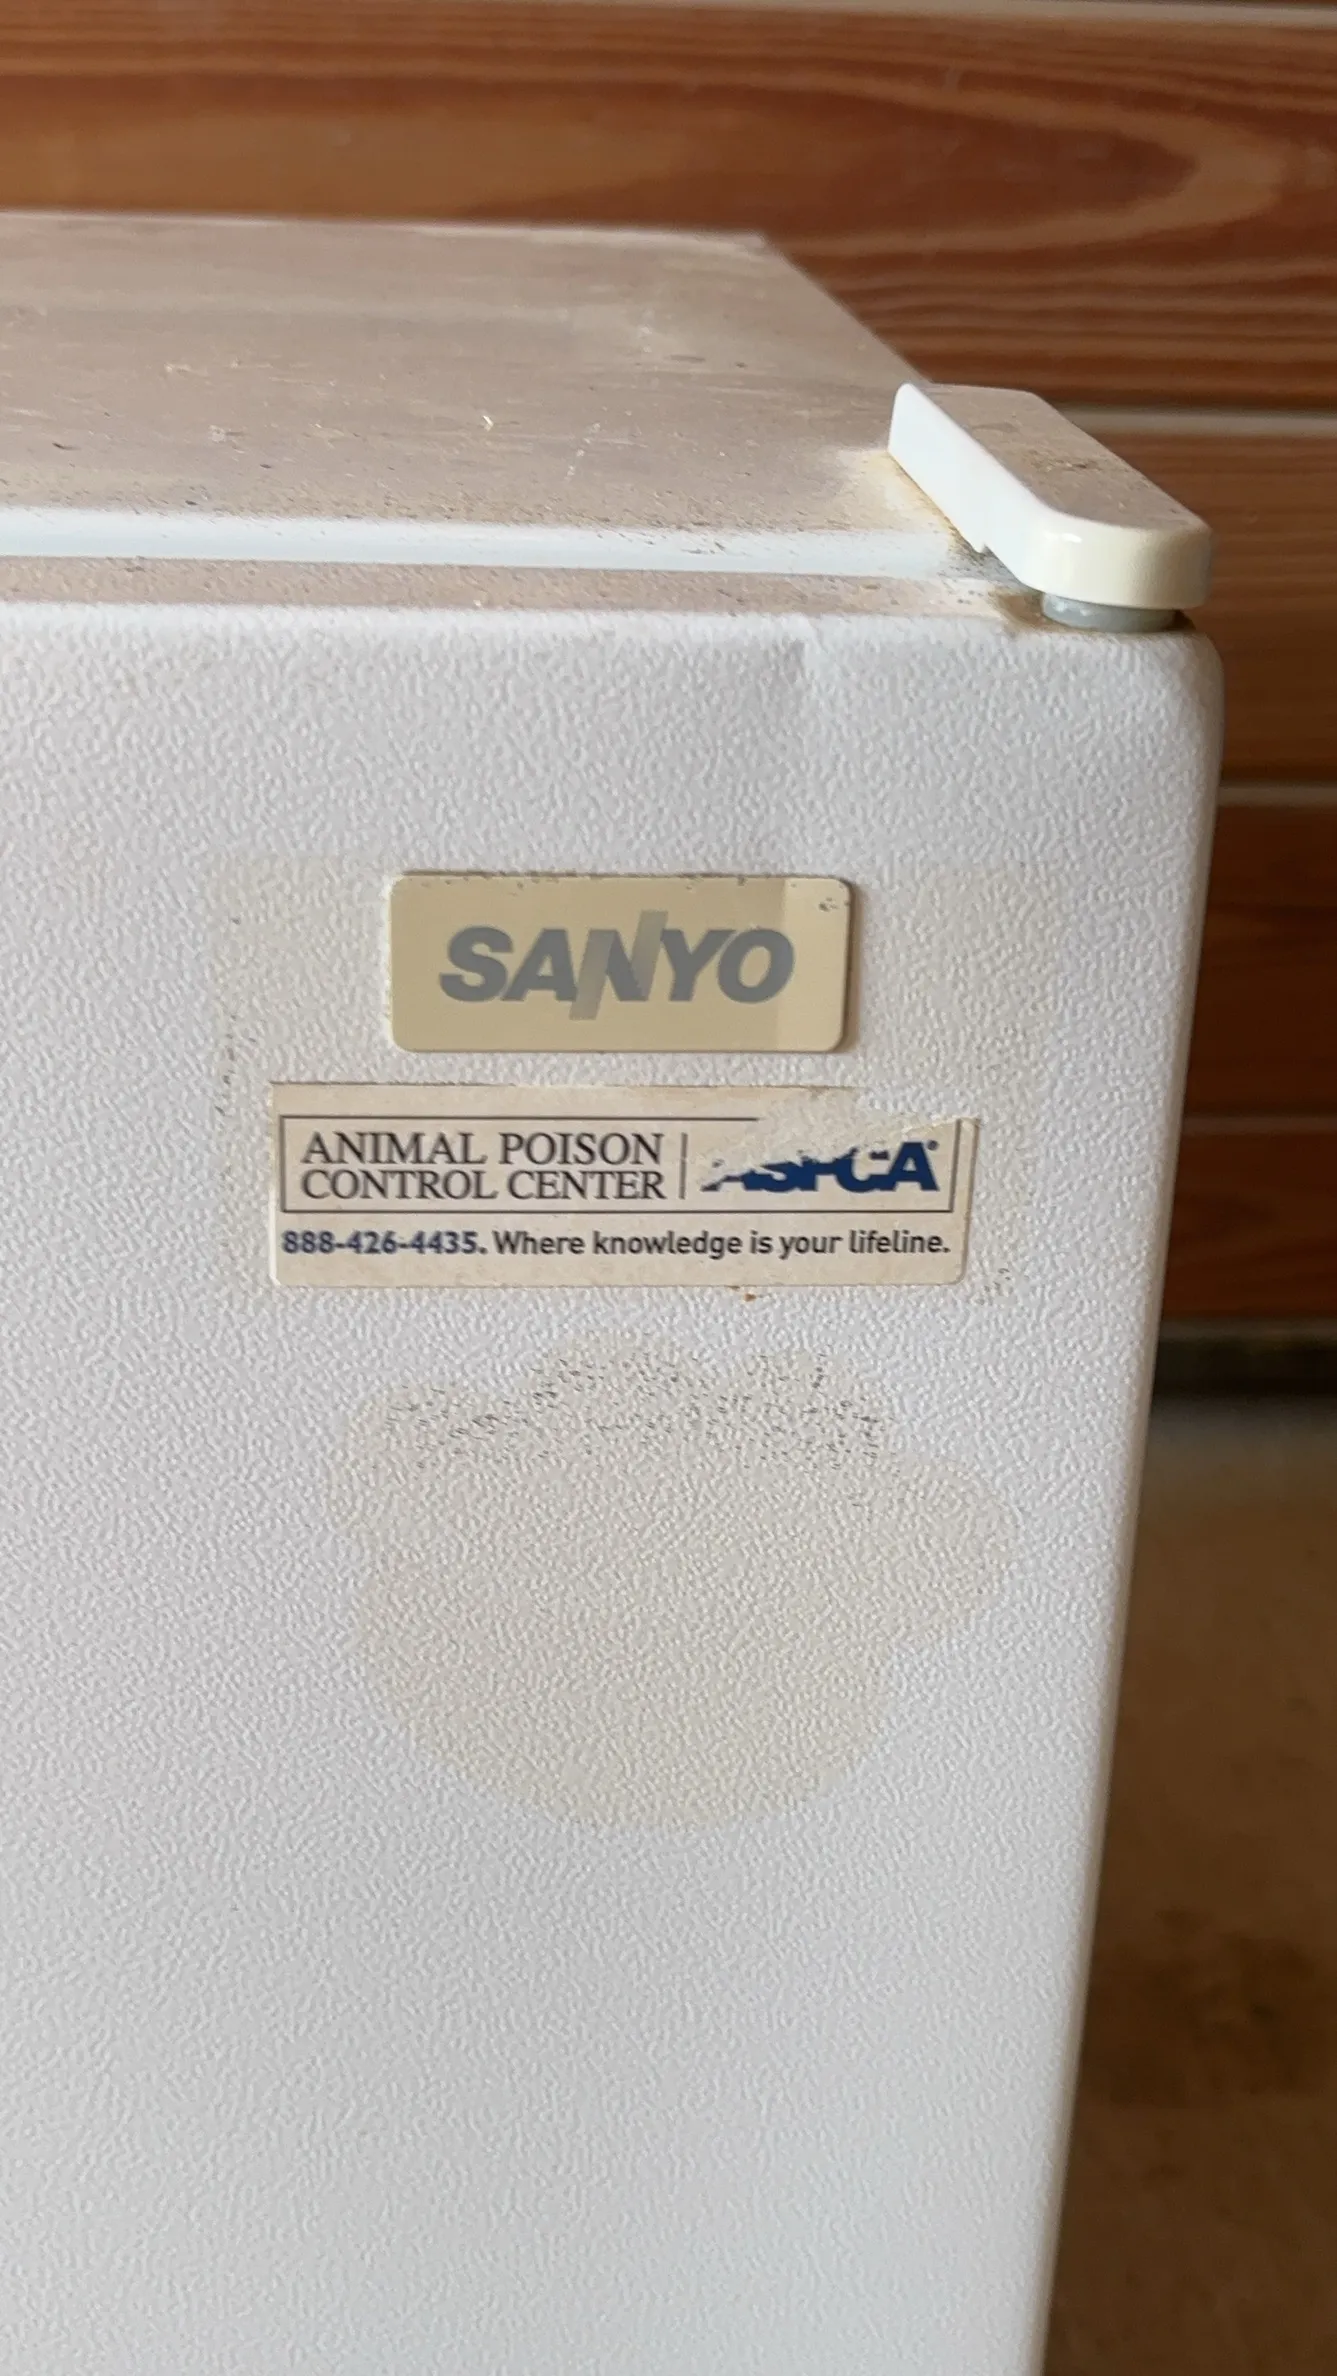 SANYO
ANIMAL POISON
CONTROL CENTER
ASPCA®
888-426-4435. Where knowledge is your lifeline.